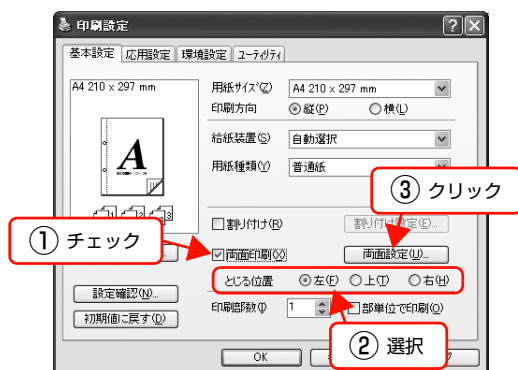 印刷設定
基本設定 応用設定 環境設定 ユーティリティ
A4 210 x 297 mm
用紙サイズ(Z) A4 210 x 297 mm
印刷方向 縦(P) 横(L)
給紙装置(S) 自動選択
用紙種類(Y) 普通紙
A
③ クリック
割り付け(R) 割り付け設定(E)...
① チェック
両面印刷(X) 両面設定(U)...
とじる位置 左(F) 上(T) 右(H)
設定確認(N)...
印刷部数(I) 1 部単位で印刷(O)
初期値に戻す(D)
② 選択
OK